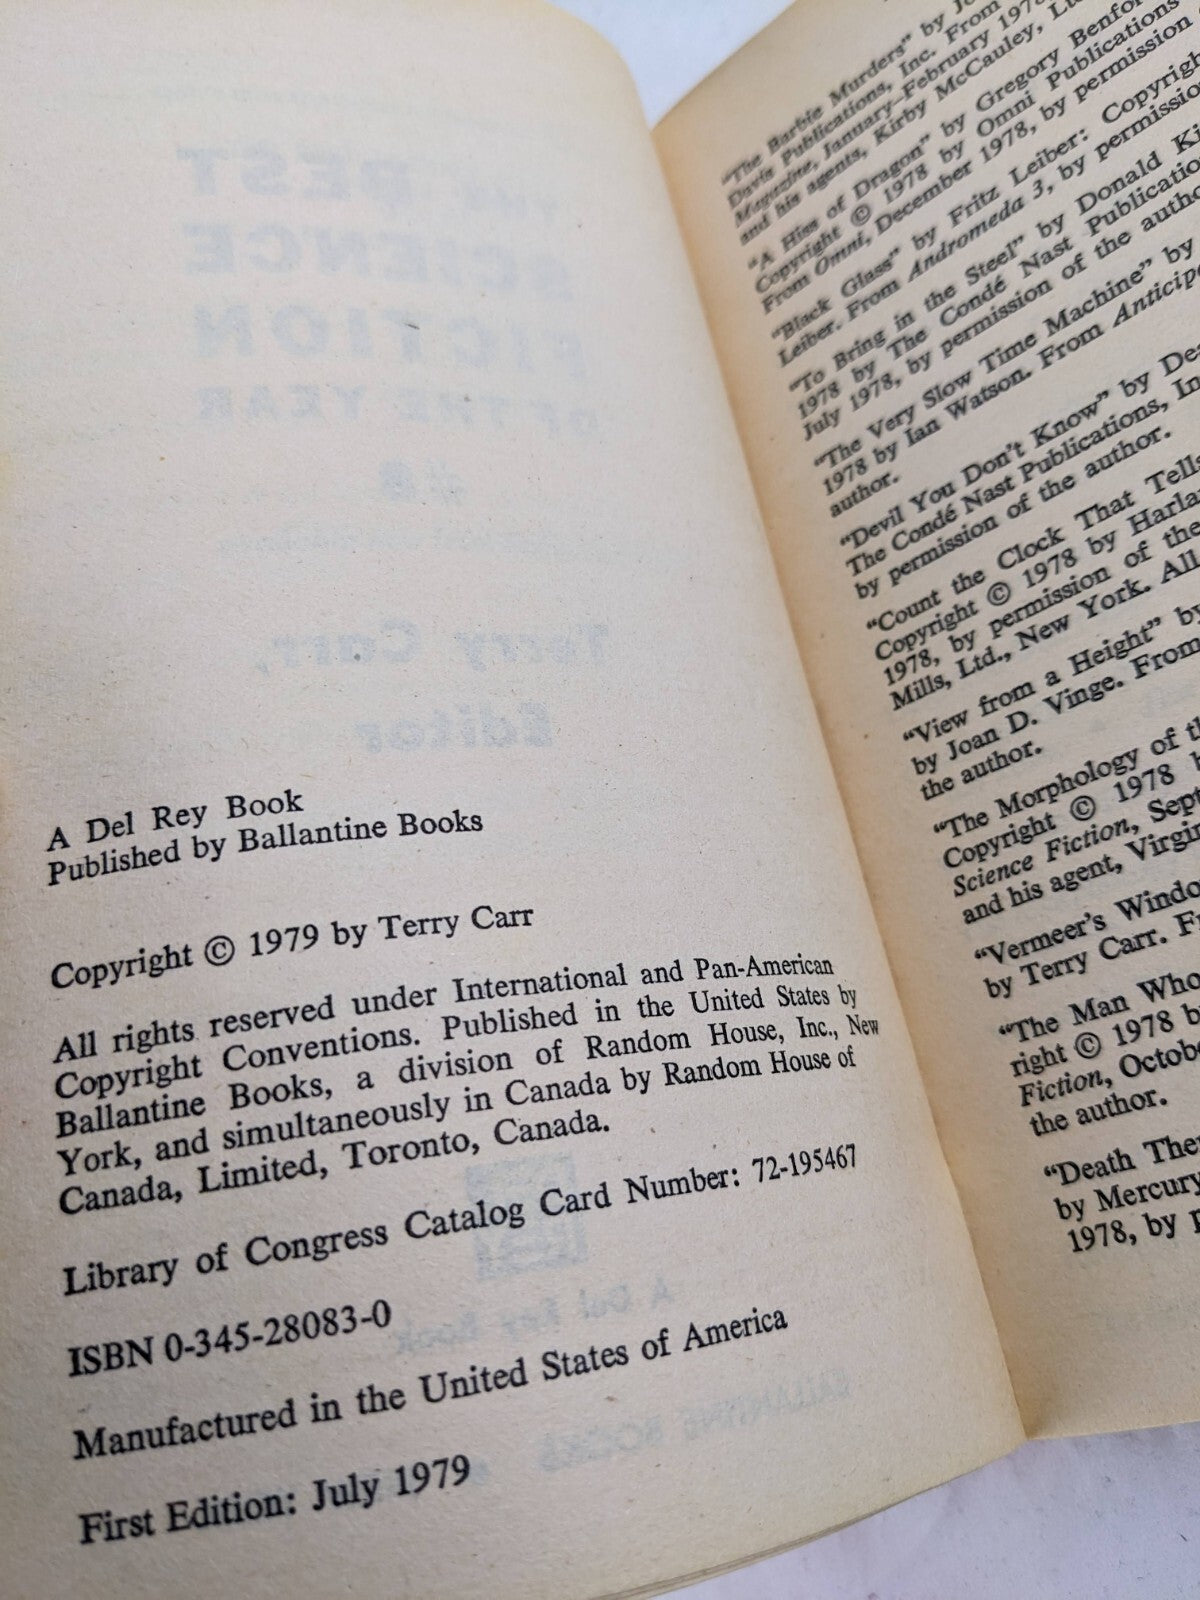 A Del Rey Book
Published by Ballantine Books
Copyright © 1979 by Terry Carr
All rights reserved under International and Pan-American
Copyright Conventions. Published in the United States by
Ballantine Books, a division of Random House, Inc., New
York, and simultaneously in Canada by Random House of
Canada, Limited, Toronto, Canada.
Library of Congress Catalog Card Number: 72-195467
ISBN 0-345-28083-0
Manufactured in the United States of America
First Edition: July 1979
"The Barbie Murders" by
Davis Publications, Inc. From
Magazine, January–February 1978
and his agents, Kirby McCauley,
"A Hiss of Dragon" by Gregory
Copyright © 1978 by Omni Publications
From Omni, December 1978, by permission
"Black Glass" by Fritz Leiber: Copyright
Leiber. From Andromeda 3, by permission
"To Bring in the Steel" by Donald
1978 by The Condé Nast
July 1978, by permission of the
"The Very Slow Time Machine" by
1978 by Ian Watson. From
author.
"Devil You Don't Know" by
The Condé Nast Publications,
by permission of the author.
"Count the Clock That
Copyright © 1978 by
1978, by permission of the
Mills, Ltd., New York. All
"View from a Height"
by Joan D. Vinge. From
the author.
"The Morphology of
Copyright © 1978
Science Fiction,
and his agent,
"Vermeer's
by Terry Carr.
"The Man Who
right © 1978
Fiction,
the author.
"Death
by Mercury
1978, by